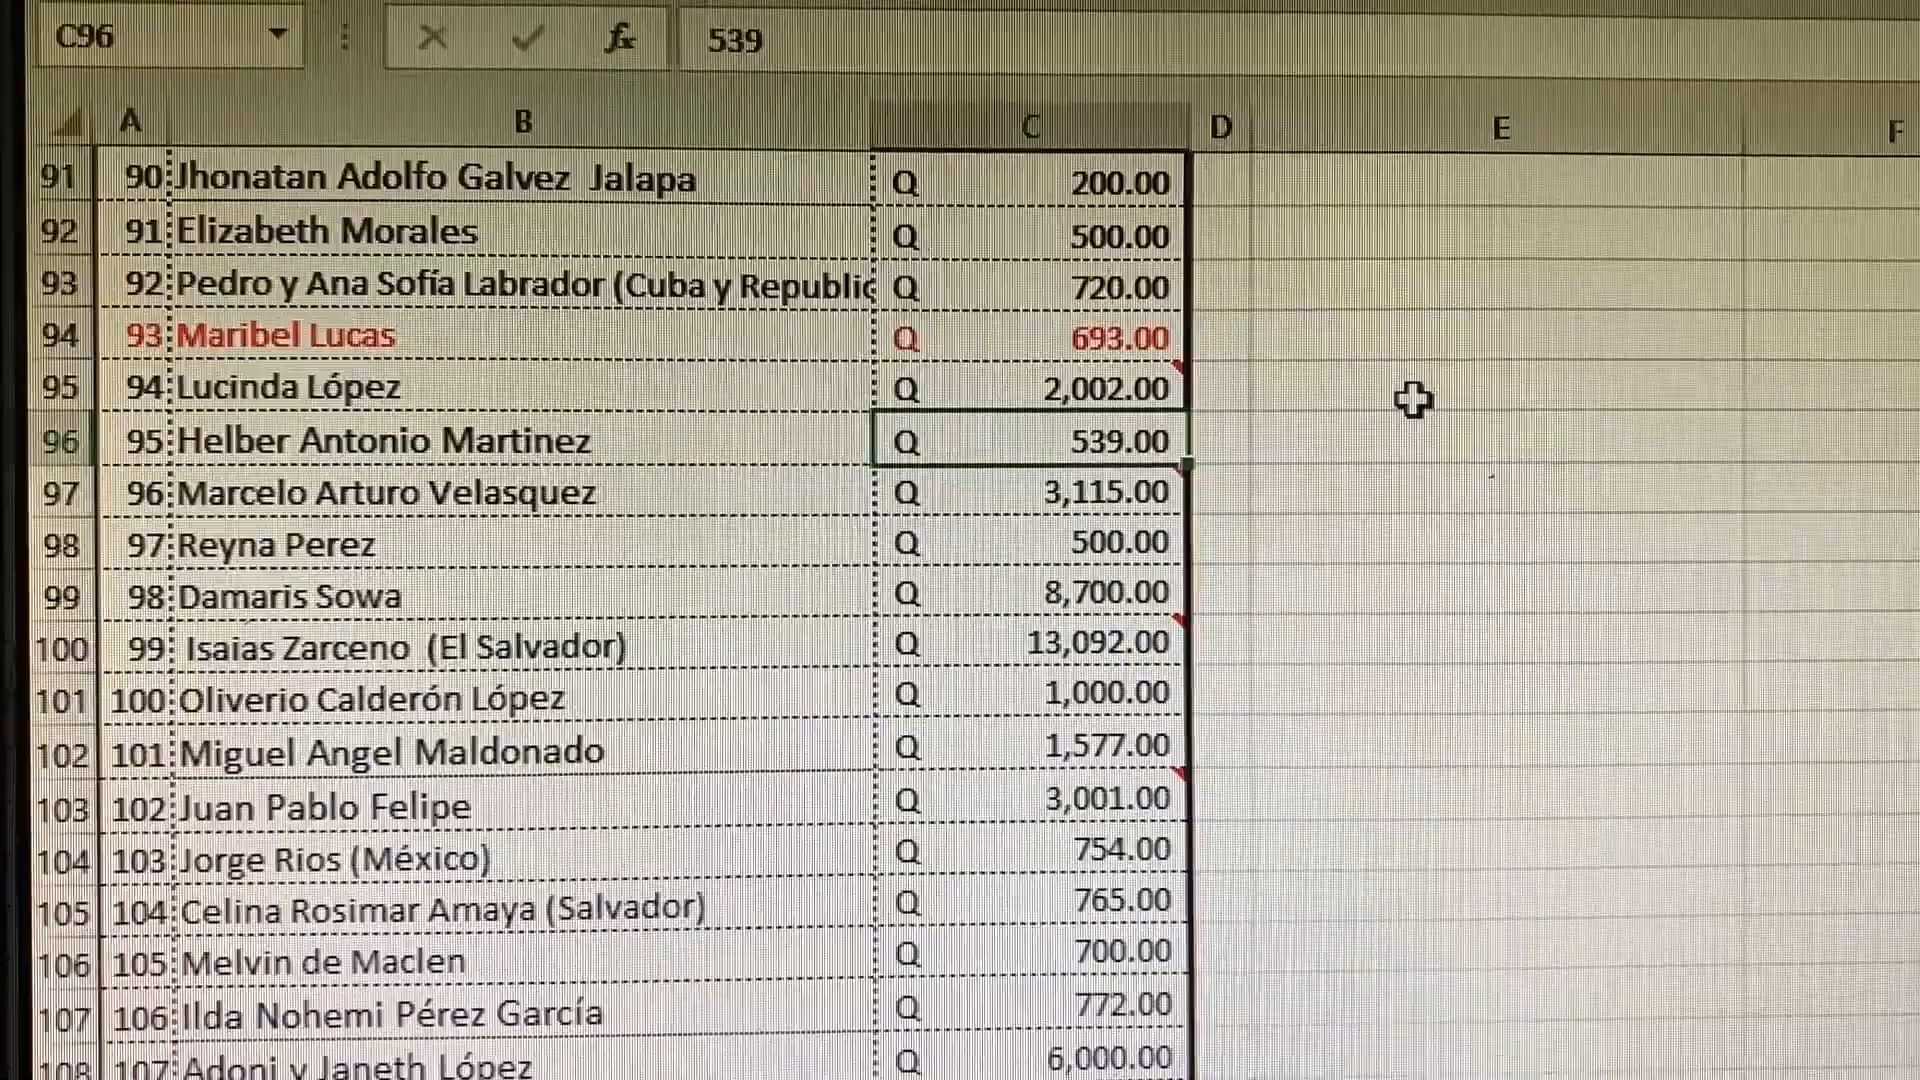 C96 fx 539
A B C D E F
91 90 Jhonatan Adolfo Galvez Jalapa Q 200.00
92 91 Elizabeth Morales Q 500.00
93 92 Pedro y Ana Sofía Labrador (Cuba y Republic Q 720.00
94 93 Maribel Lucas Q 693.00
95 94 Lucinda López Q 2,002.00
96 95 Helber Antonio Martinez Q 539.00
97 96 Marcelo Arturo Velasquez Q 3,115.00
98 97 Reyna Perez Q 500.00
99 98 Damaris Sowa Q 8,700.00
100 99 Isaias Zarceno (El Salvador) Q 13,092.00
101 100 Oliverio Calderón López Q 1,000.00
102 101 Miguel Angel Maldonado Q 1,577.00
103 102 Juan Pablo Felipe Q 3,001.00
104 103 Jorge Rios (México) Q 754.00
105 104 Celina Rosimar Amaya (Salvador) Q 765.00
106 105 Melvin de Maclen Q 700.00
107 106 Ilda Nohemi Pérez García Q 772.00
108 107 Adoni y Janeth López Q 6,000.00